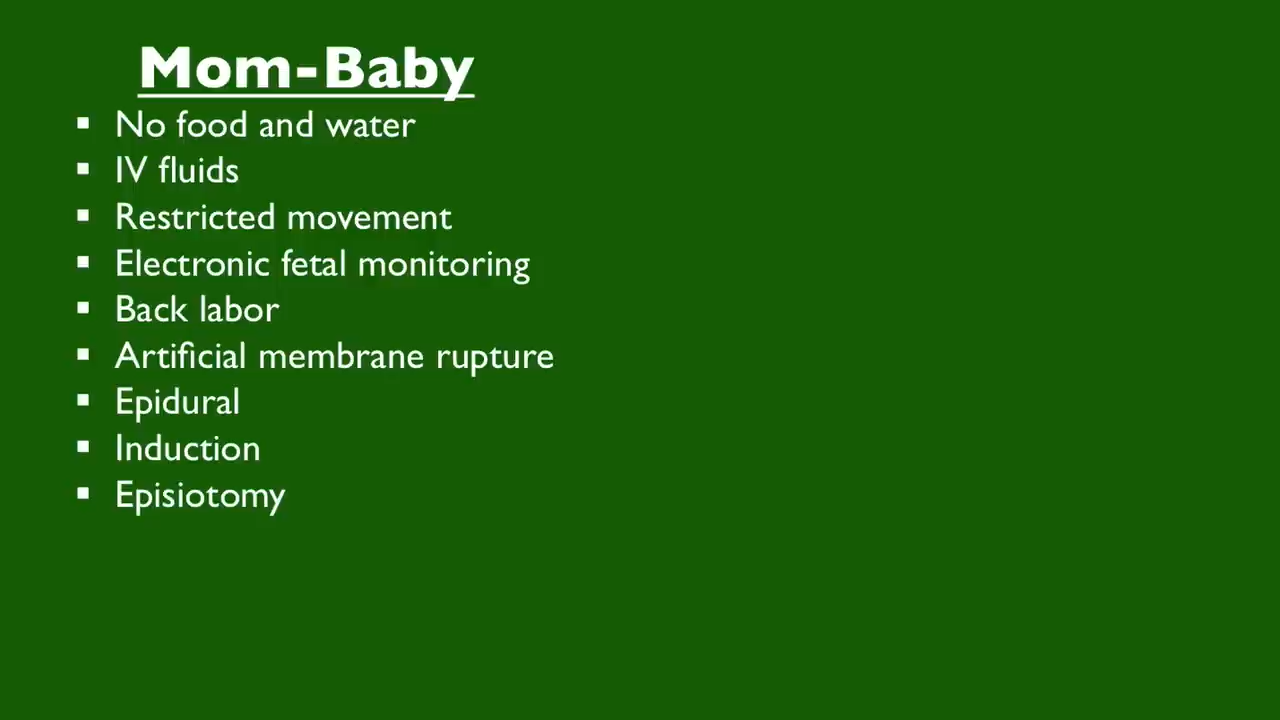 Mom-Baby
▪ No food and water
▪ IV fluids
▪ Restricted movement
▪ Electronic fetal monitoring
▪ Back labor
▪ Artificial membrane rupture
▪ Epidural
▪ Induction
▪ Episiotomy